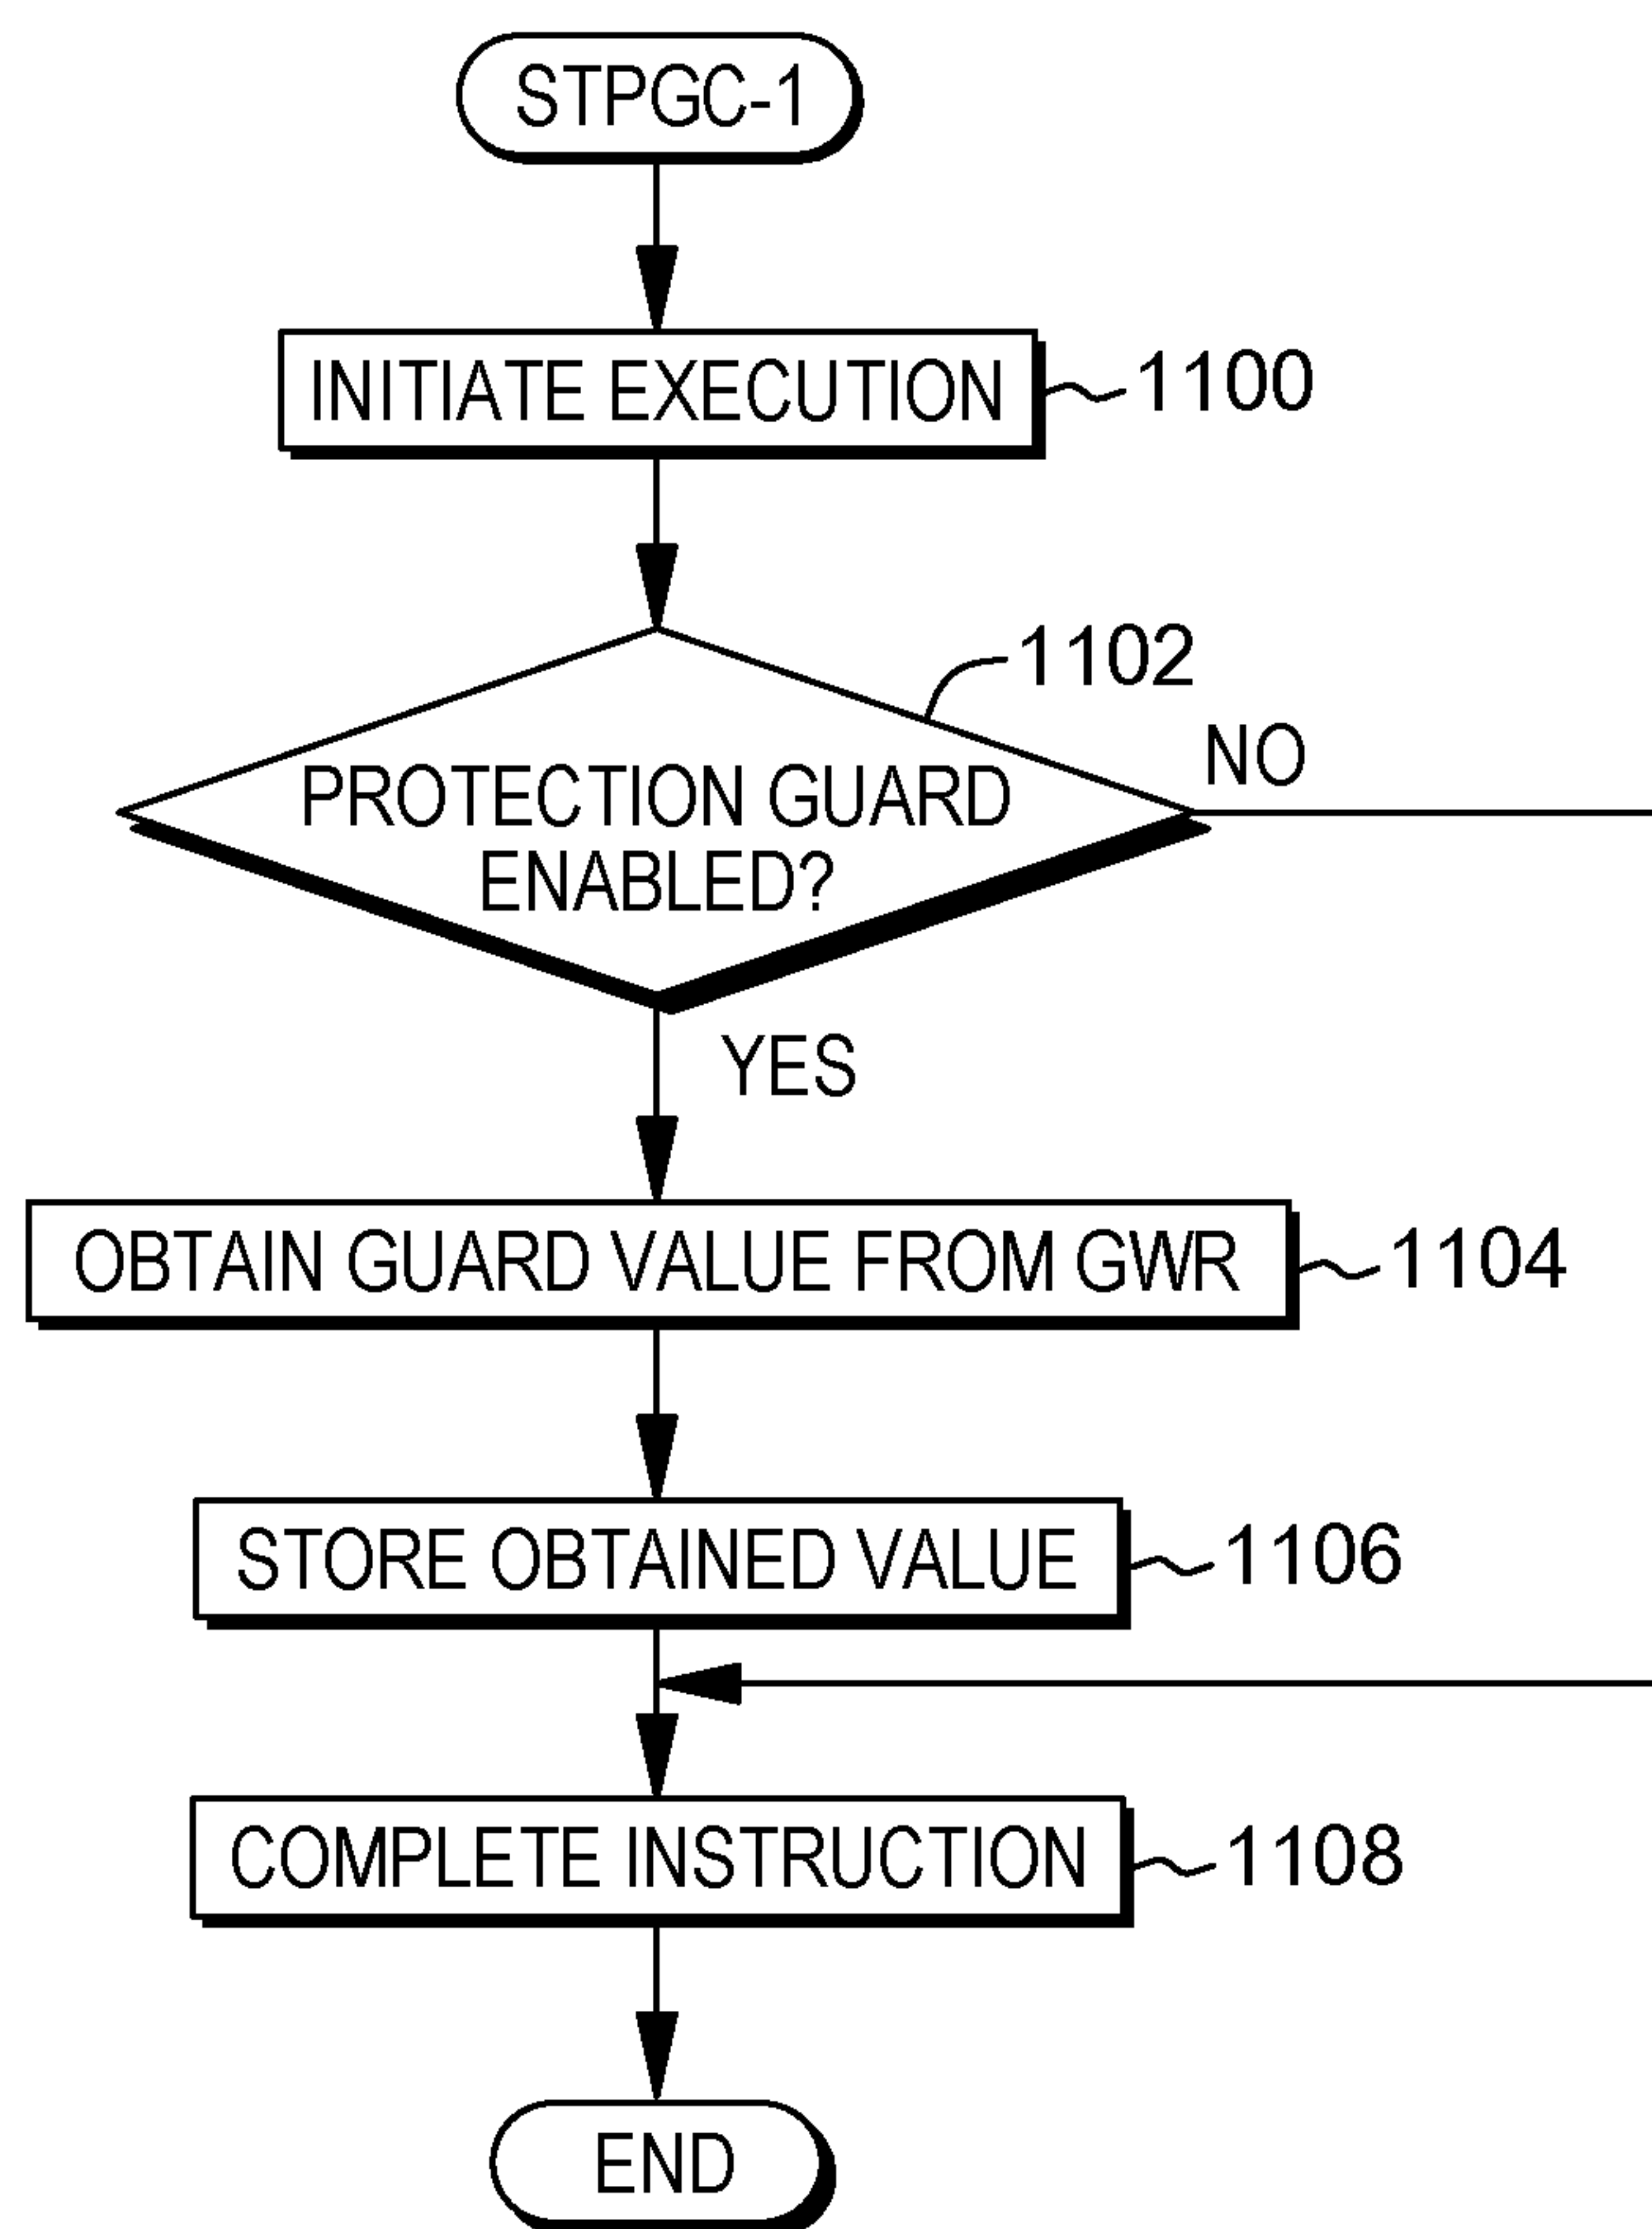 STPGC-1
INITIATE EXECUTION
1100
1102
NO
PROTECTION GUARD
ENABLED?
YES
OBTAIN GUARD VALUE FROM GWR
1104
STORE OBTAINED VALUE
1106
COMPLETE INSTRUCTION
1108
END